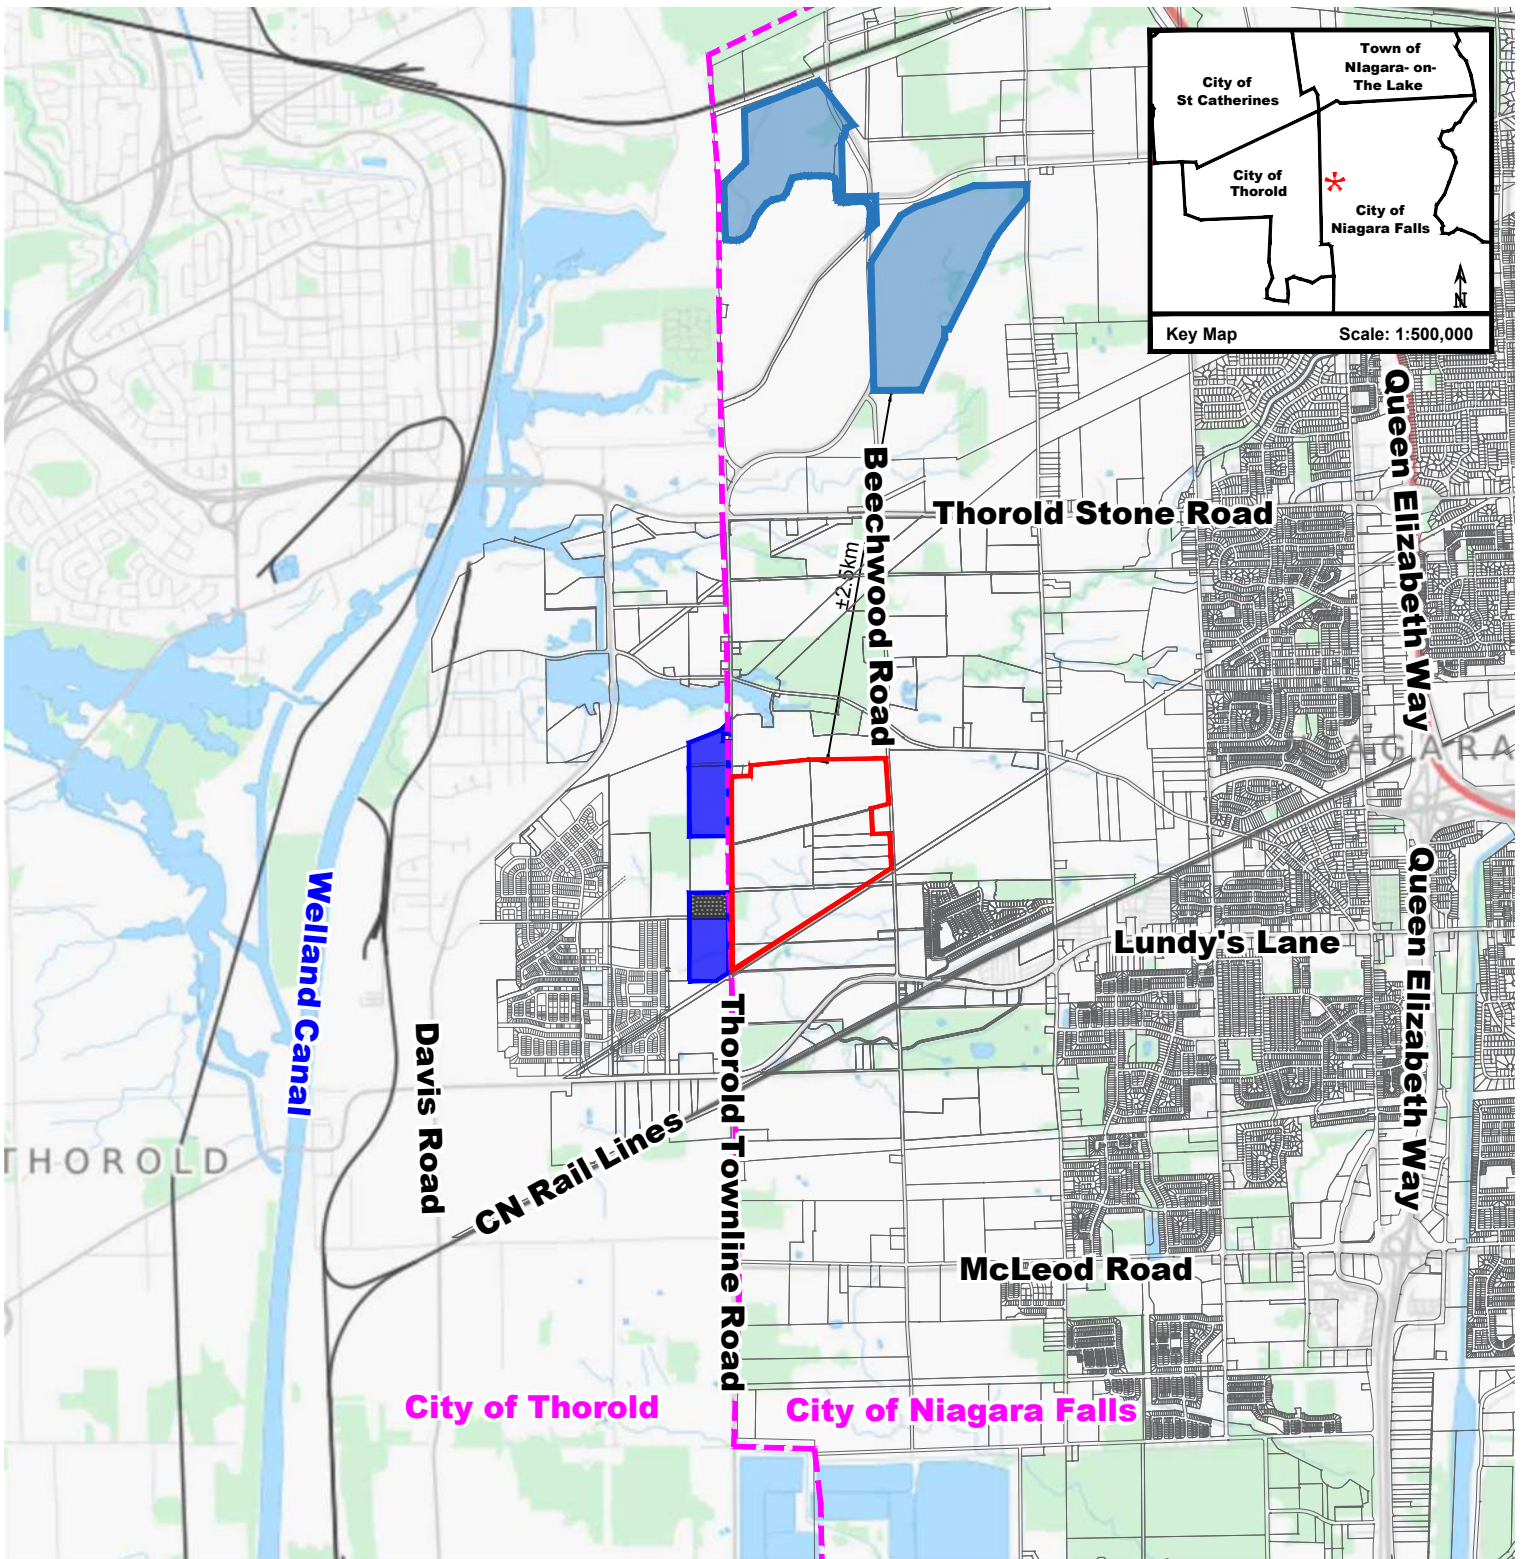 City of
St Catherines
Town of
NIagara- on-
The Lake
City of
Thorold
City of
Niagara Falls
N
Key Map
Scale: 1:500,000
Queen Elizabeth Way
Beechwood Road
Thorold Stone Road
±2.5km
AGARA
Queen Elizabeth Way
Welland Canal
Lundy's Lane
Davis Road
Thorold Townline Road
THOROLD
CN Rail Lines
McLeod Road
City of Thorold
City of Niagara Falls